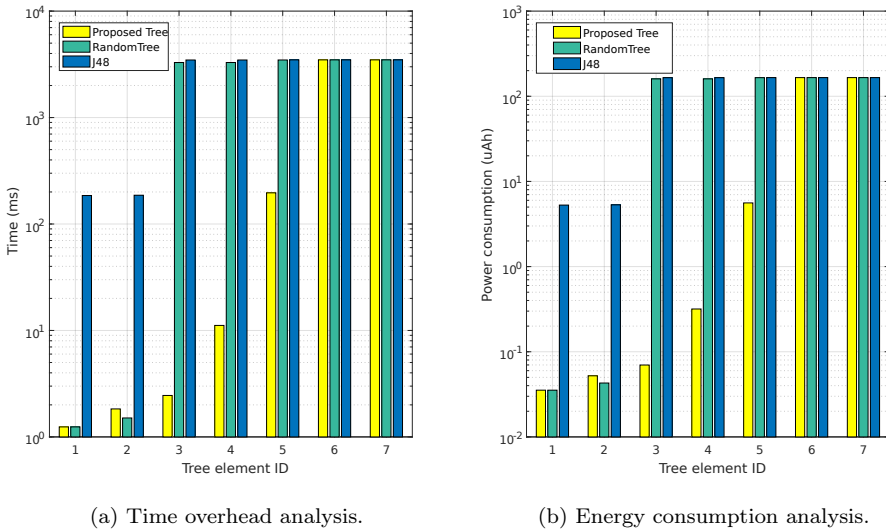 10^4
10^3
10^2
10^1
10^0
Time (ms)
Proposed Tree
RandomTree
J48
1 2 3 4 5 6 7
Tree element ID
(a) Time overhead analysis.
10^3
10^2
10^1
10^0
10^-1
10^-2
Power consumption (uAh)
Proposed Tree
RandomTree
J48
1 2 3 4 5 6 7
Tree element ID
(b) Energy consumption analysis.